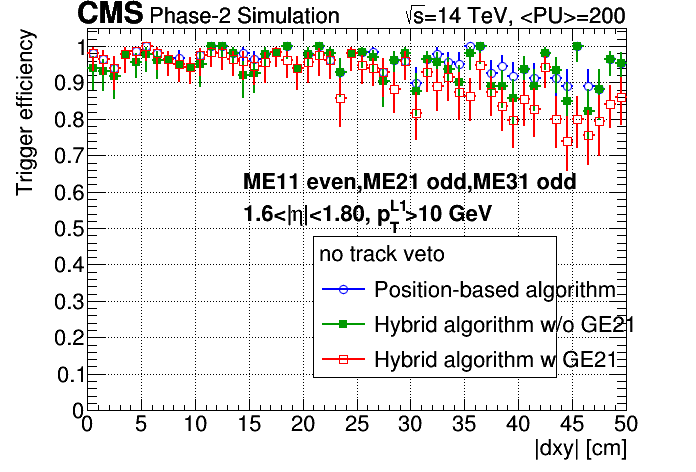 CMS Phase-2 Simulation √s=14 TeV, <PU>=200
Trigger efficiency
1
0.9
0.8
0.7
0.6
0.5
0.4
0.3
0.2
0.1
0
ME11 even,ME21 odd,ME31 odd
1.6<|η|<1.80, p_T^L1>10 GeV
no track veto
Position-based algorithm
Hybrid algorithm w/o GE21
Hybrid algorithm w GE21
0 5 10 15 20 25 30 35 40 45 50
|dxy| [cm]